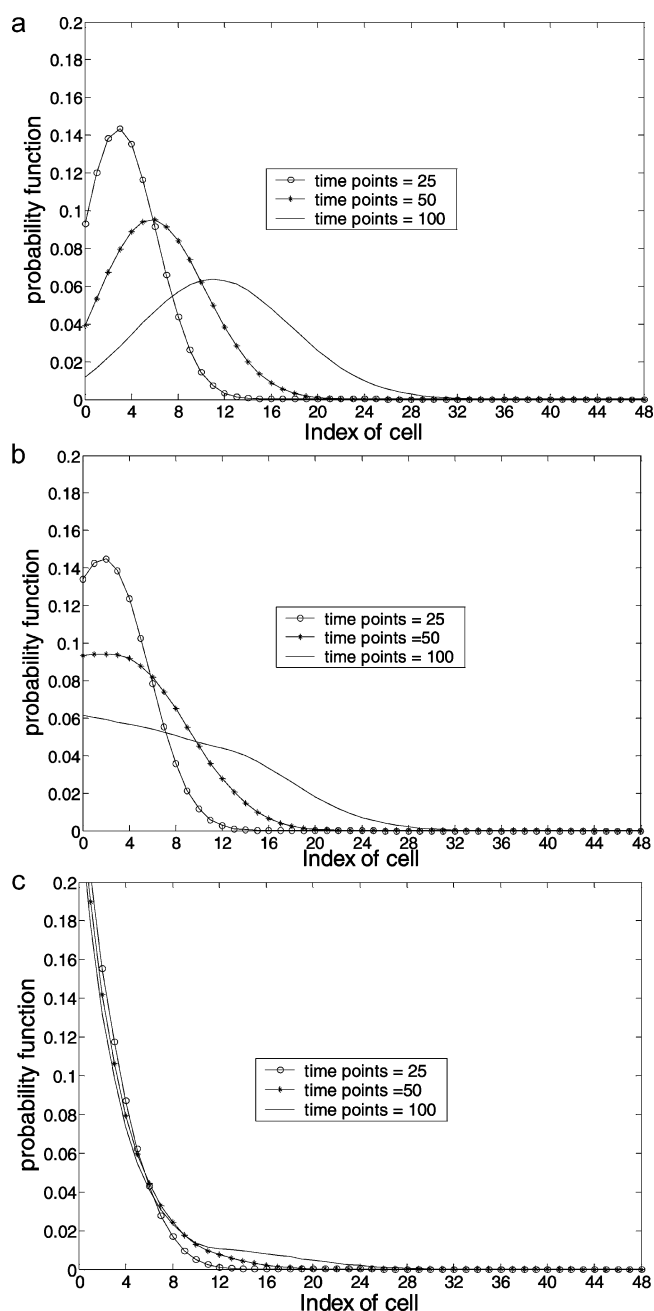 a
0.2
0.18
0.16
0.14
0.12
0.1
0.08
0.06
0.04
0.02
0
probability function
time points = 25
time points = 50
time points = 100
0 4 8 12 16 20 24 28 32 36 40 44 48
Index of cell
b
0.2
0.18
0.16
0.14
0.12
0.1
0.08
0.06
0.04
0.02
0
probability function
time points = 25
time points =50
time points = 100
0 4 8 12 16 20 24 28 32 36 40 44 48
Index of cell
c
0.2
0.18
0.16
0.14
0.12
0.1
0.08
0.06
0.04
0.02
0
probability function
time points = 25
time points =50
time points = 100
4 8 12 16 20 24 28 32 36 40 44 48
Index of cell